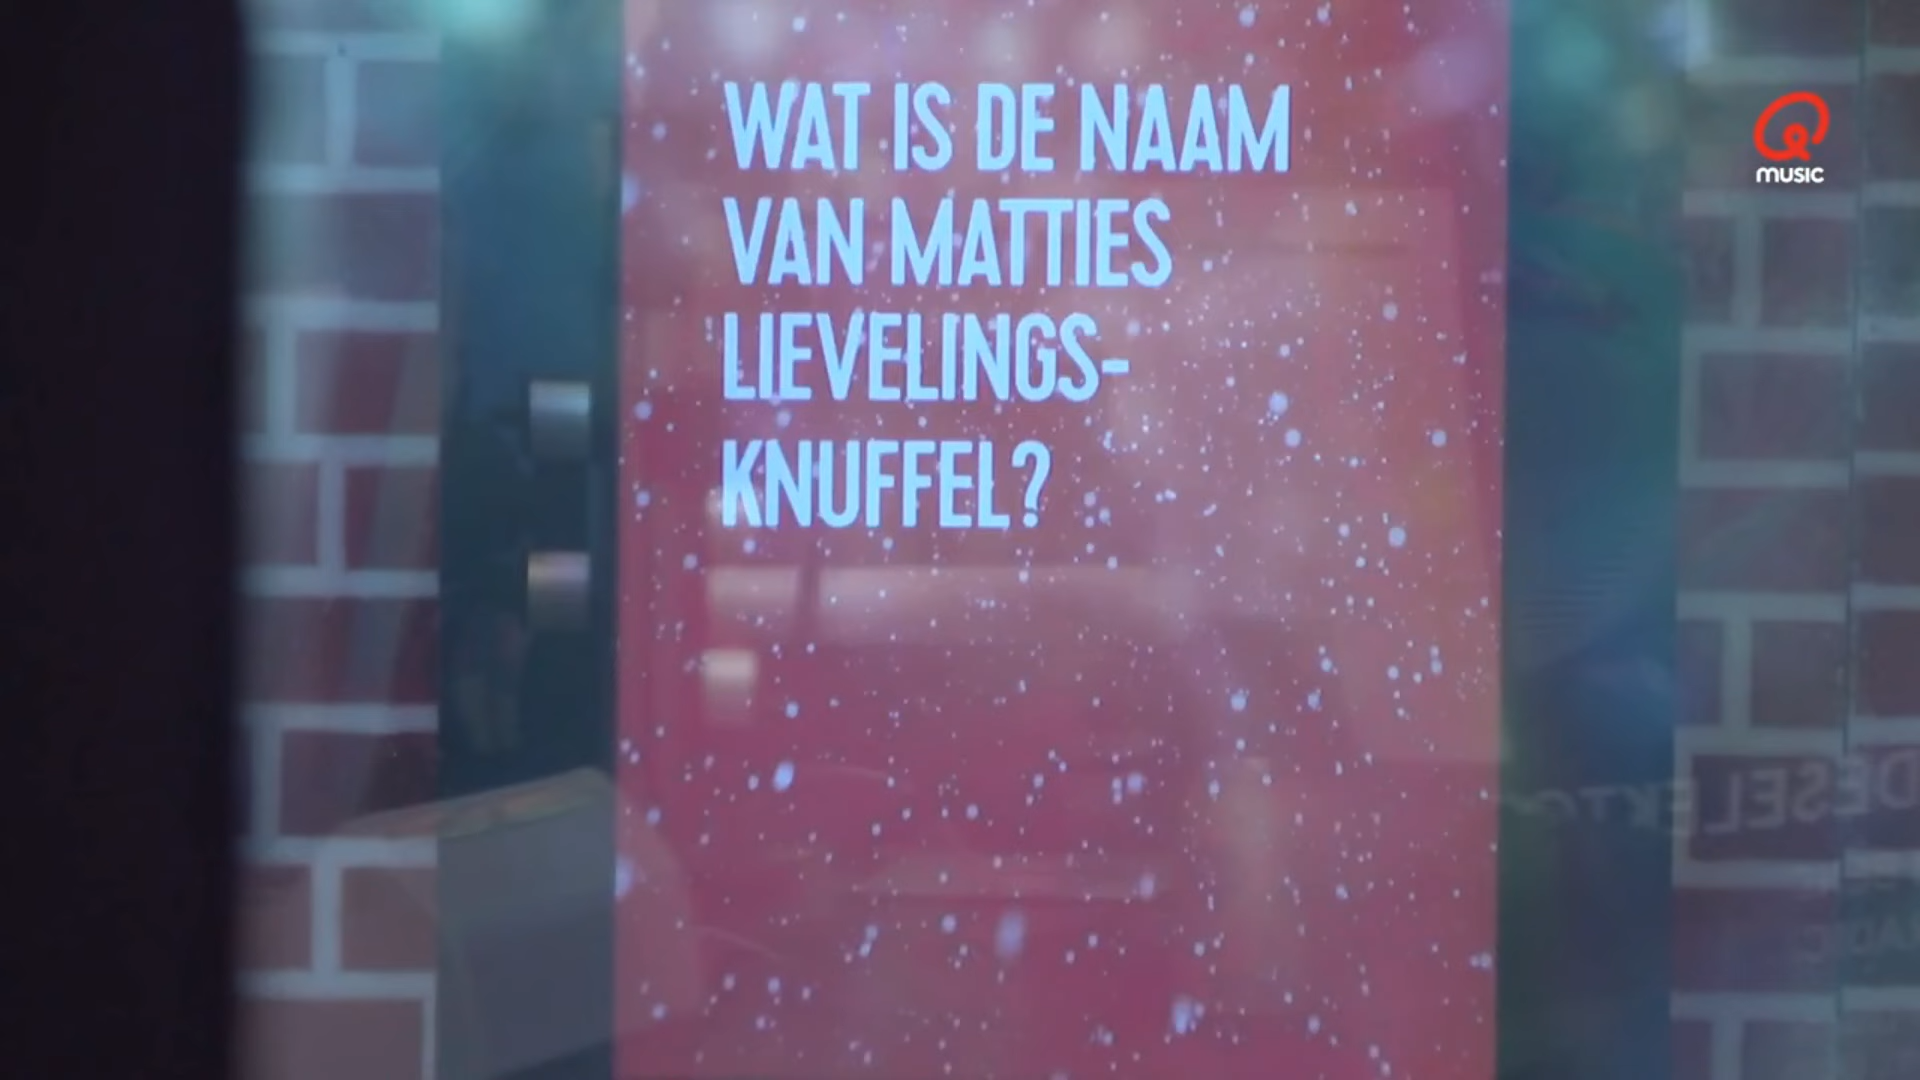 WAT IS DE NAAM
VAN MATTIES
LIEVELINGS-
KNUFFEL?
MUSIC